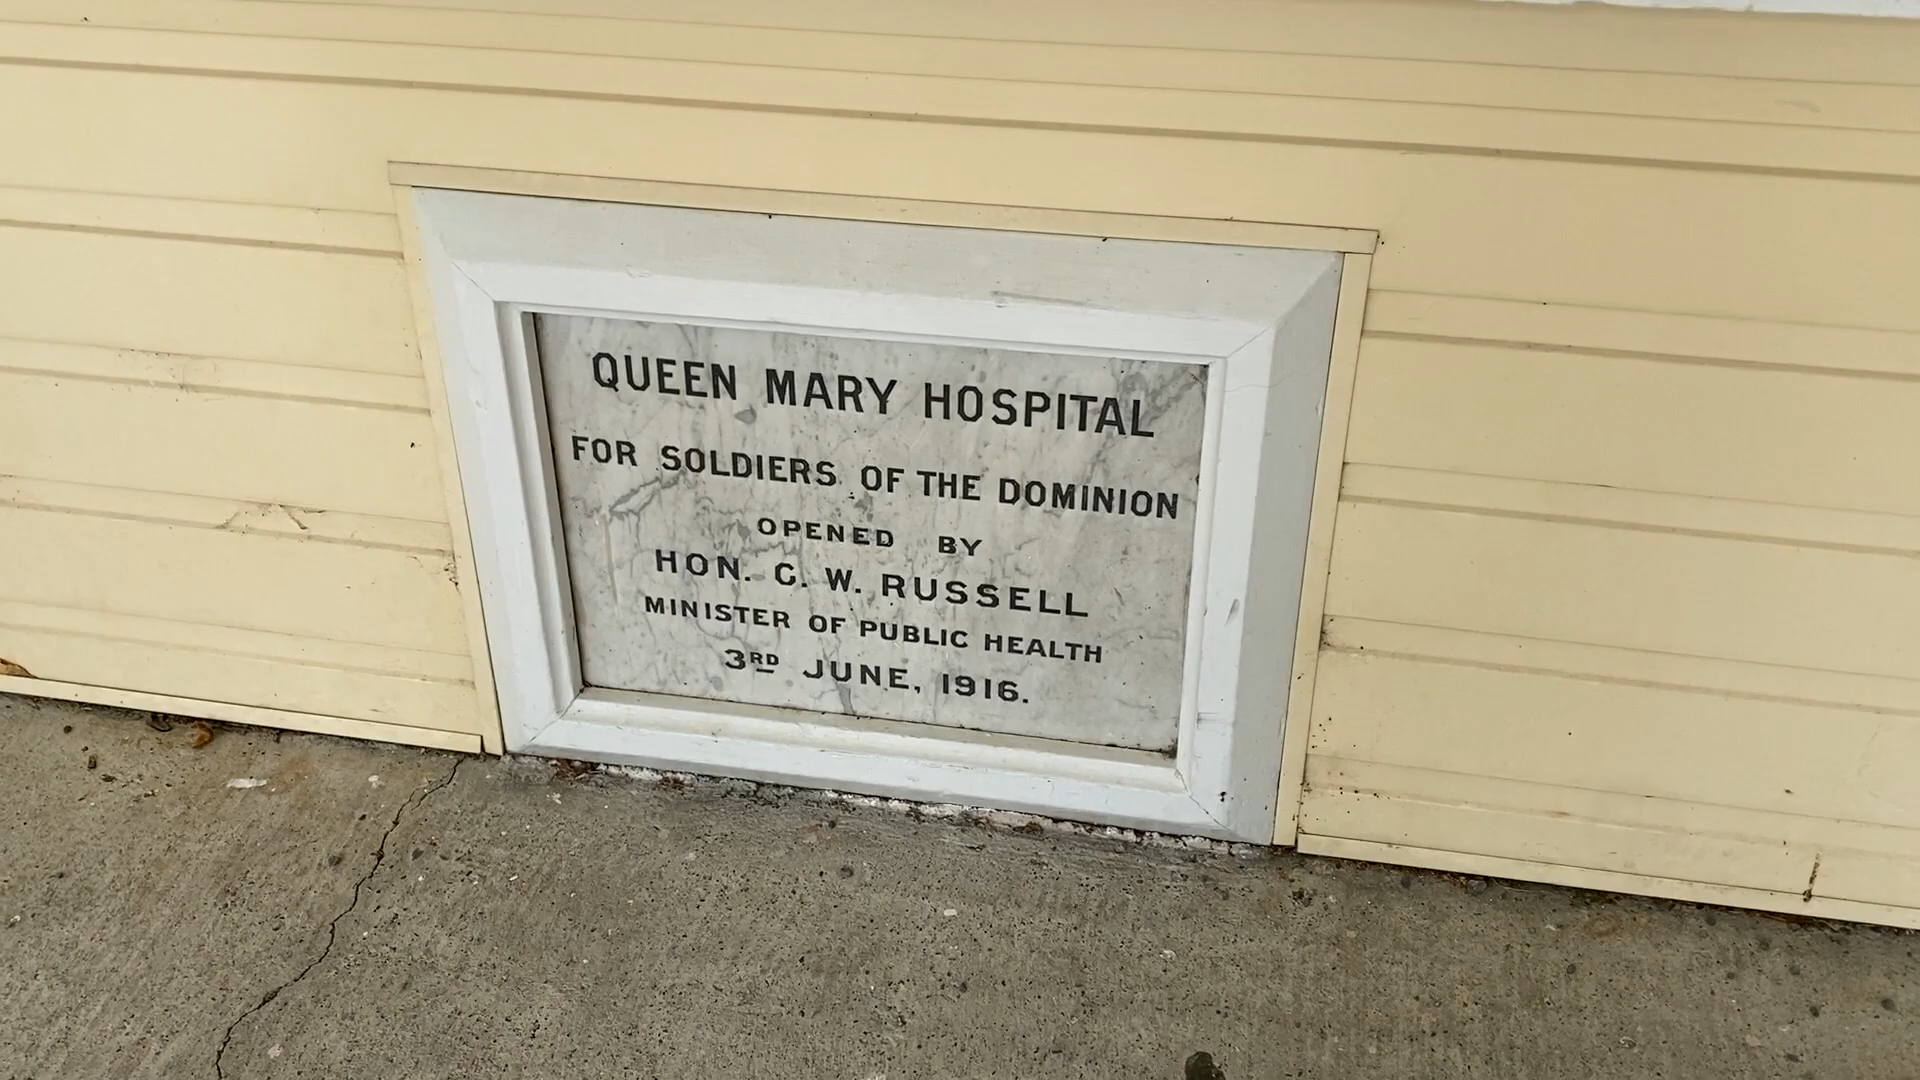 QUEEN MARY HOSPITAL
FOR SOLDIERS OF THE DOMINION
OPENED BY
HON. G. W. RUSSELL
MINISTER OF PUBLIC HEALTH
3RD JUNE, 1916.